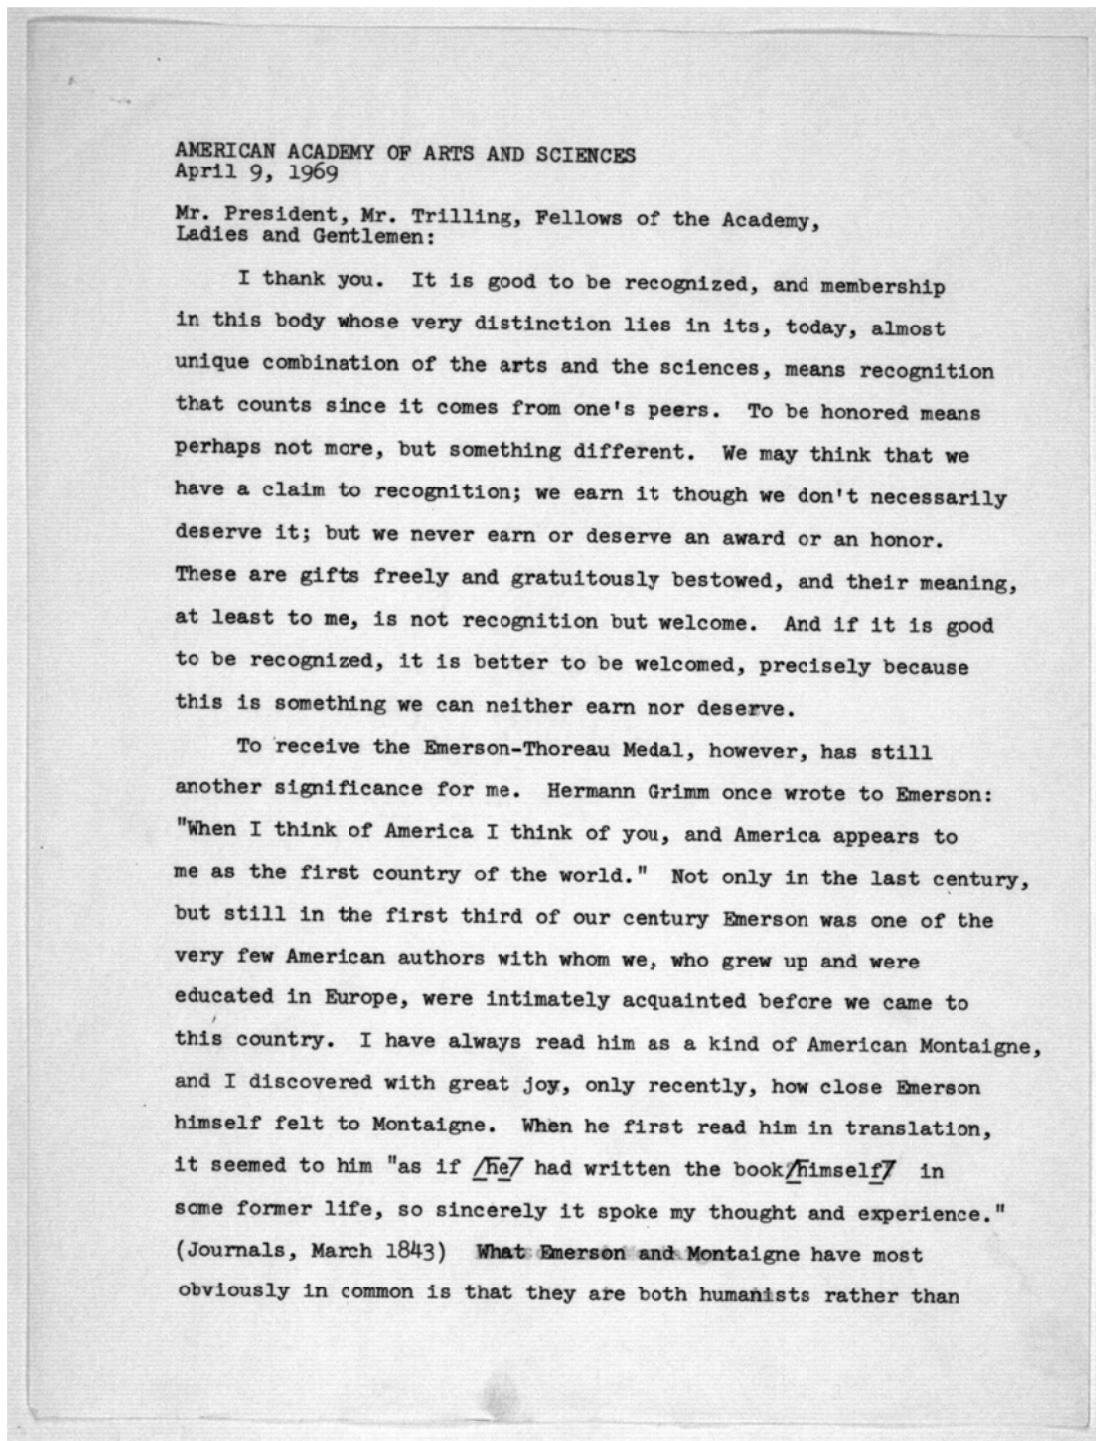 AMERICAN ACADEMY OF ARTS AND SCIENCES
April 9, 1969
Mr. President, Mr. Trilling, Fellows of the Academy,
Ladies and Gentlemen:
I thank you. It is good to be recognized, and membership
in this body whose very distinction lies in its, today, almost
unique combination of the arts and the sciences, means recognition
that counts since it comes from one's peers. To be honored means
perhaps not more, but something different. We may think that we
have a claim to recognition; we earn it though we don't necessarily
deserve it; but we never earn or deserve an award or an honor.
These are gifts freely and gratuitously bestowed, and their meaning,
at least to me, is not recognition but welcome. And if it is good
to be recognized, it is better to be welcomed, precisely because
this is something we can neither earn nor deserve.
To receive the Emerson-Thoreau Medal, however, has still
another significance for me. Hermann Grimm once wrote to Emerson:
"When I think of America I think of you, and America appears to
me as the first country of the world." Not only in the last century,
but still in the first third of our century Emerson was one of the
very few American authors with whom we, who grew up and were
educated in Europe, were intimately acquainted before we came to
this country. I have always read him as a kind of American Montaigne,
and I discovered with great joy, only recently, how close Emerson
himself felt to Montaigne. When he first read him in translation,
it seemed to him "as if [he] had written the book [himself] in
some former life, so sincerely it spoke my thought and experience."
(Journals, March 1843) What Emerson and Montaigne have most
obviously in common is that they are both humanists rather than